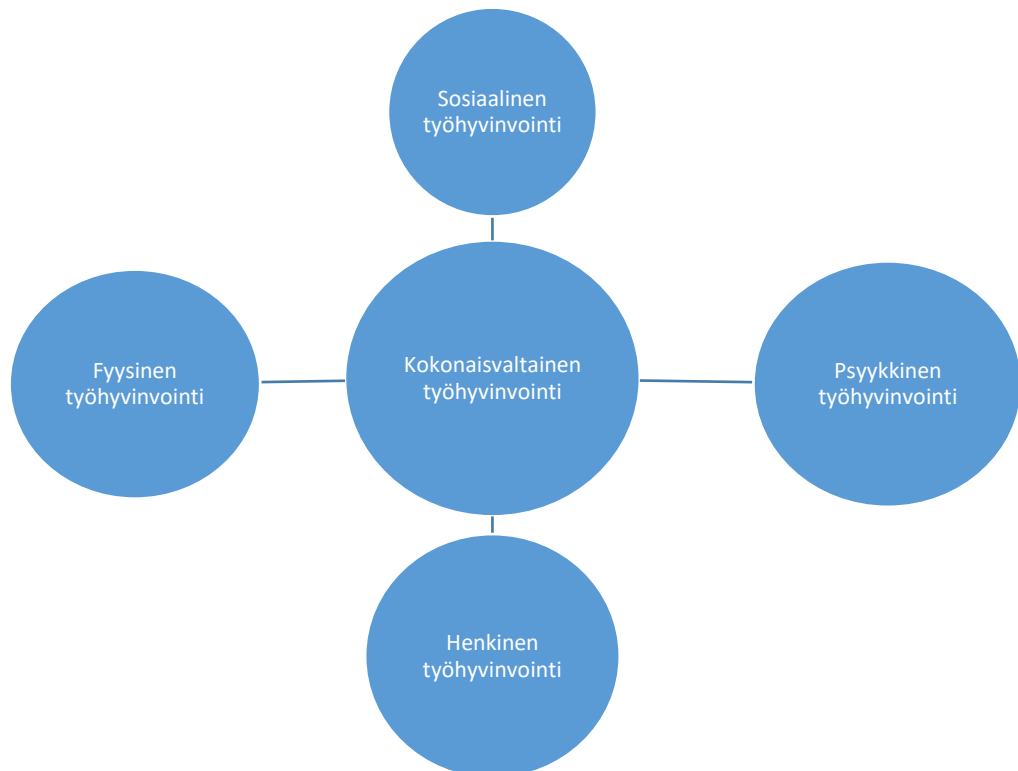 Sosiaalinen
työhyvinvointi
Fyysinen
työhyvinvointi
Kokonaisvaltainen
työhyvinvointi
Psyykkinen
työhyvinvointi
Henkinen
työhyvinvointi